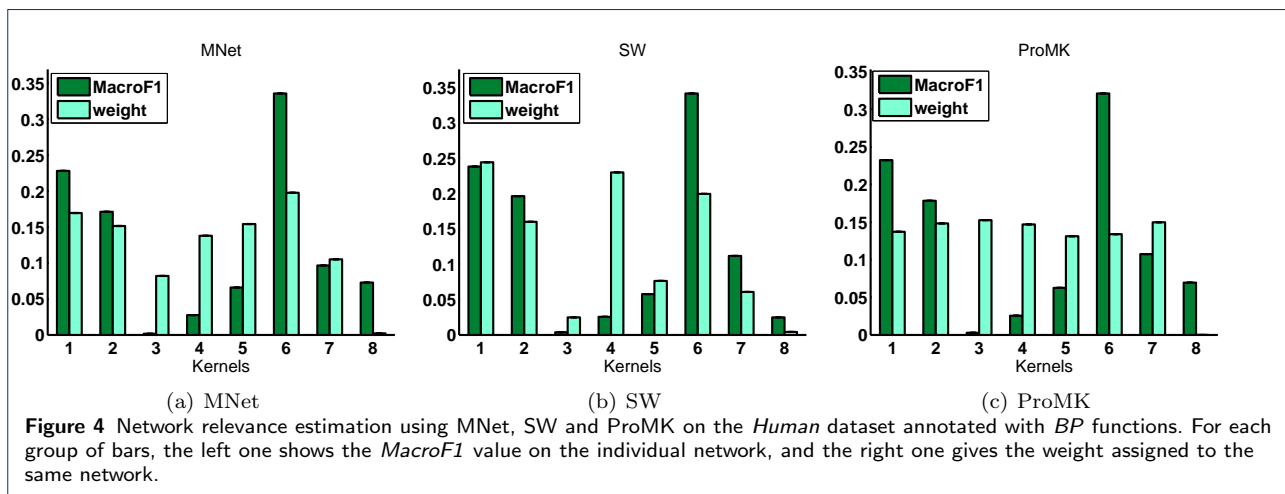 MNet
0.35
0.3
0.25
0.2
0.15
0.1
0.05
0
MacroF1
weight
1 2 3 4 5 6 7 8
Kernels
(a) MNet
SW
0.35
0.3
0.25
0.20
0.15
0.1
0.05
0
MacroF1
weight
1 2 3 4 5 6 7 8
Kernels
(b) SW
ProMK
0.35
0.3
0.25
0.2
0.15
0.1
0.05
0
MacroF1
weight
1 2 3 4 5 6 7 8
Kernels
(c) ProMK
Figure 4 Network relevance estimation using MNet, SW and ProMK on the Human dataset annotated with BP functions. For each
group of bars, the left one shows the MacroF1 value on the individual network, and the right one gives the weight assigned to the
same network.